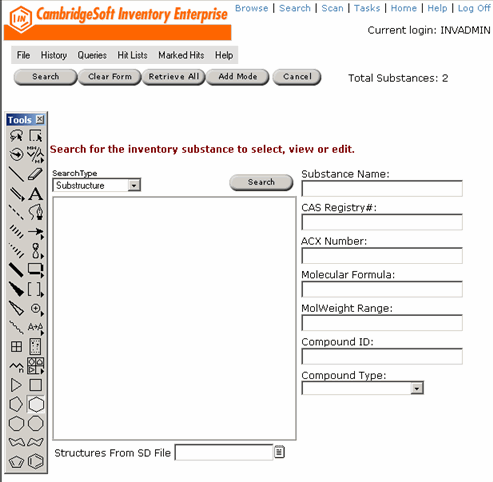 CambridgeSoft Inventory Enterprise
Browse | Search | Scan | Tasks | Home | Help | Log Off
Current login: INVADMIN
File History Queries Hit Lists Marked Hits Help
Search Clear Form Retrieve All Add Mode Cancel
Total Substances: 2
Tools
Search for the inventory substance to select, view or edit.
SearchType
Substructure
Search
Substance Name:
CAS Registry#:
ACX Number:
Molecular Formula:
MolWeight Range:
Compound ID:
Compound Type:
A
Structures From SD File